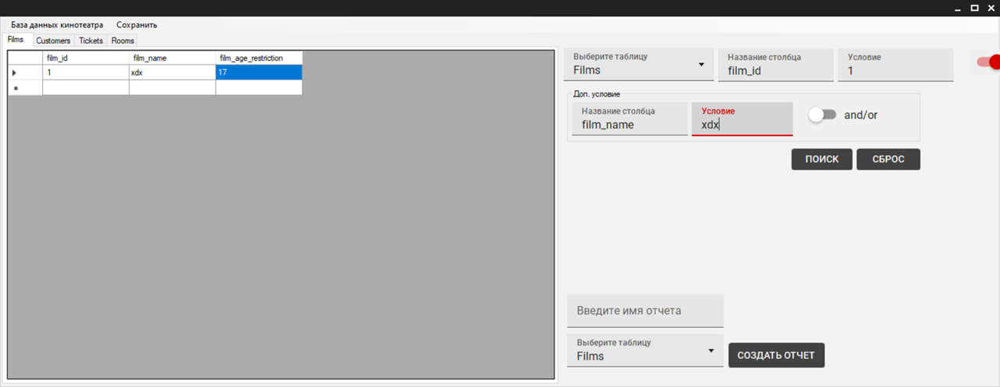 База данных кинотеатра Сохранить
Films Customers Tickets Rooms
film_id film_name film_age_restriction
1 xdx 17
Выберите таблицу
Films
Название столбца
film_id
Условие
1
Доп. условие
Название столбца
film_name
Условие
xdx
and/or
ПОИСК СБРОС
Введите имя отчета
Выберите таблицу
Films
СОЗДАТЬ ОТЧЕТ